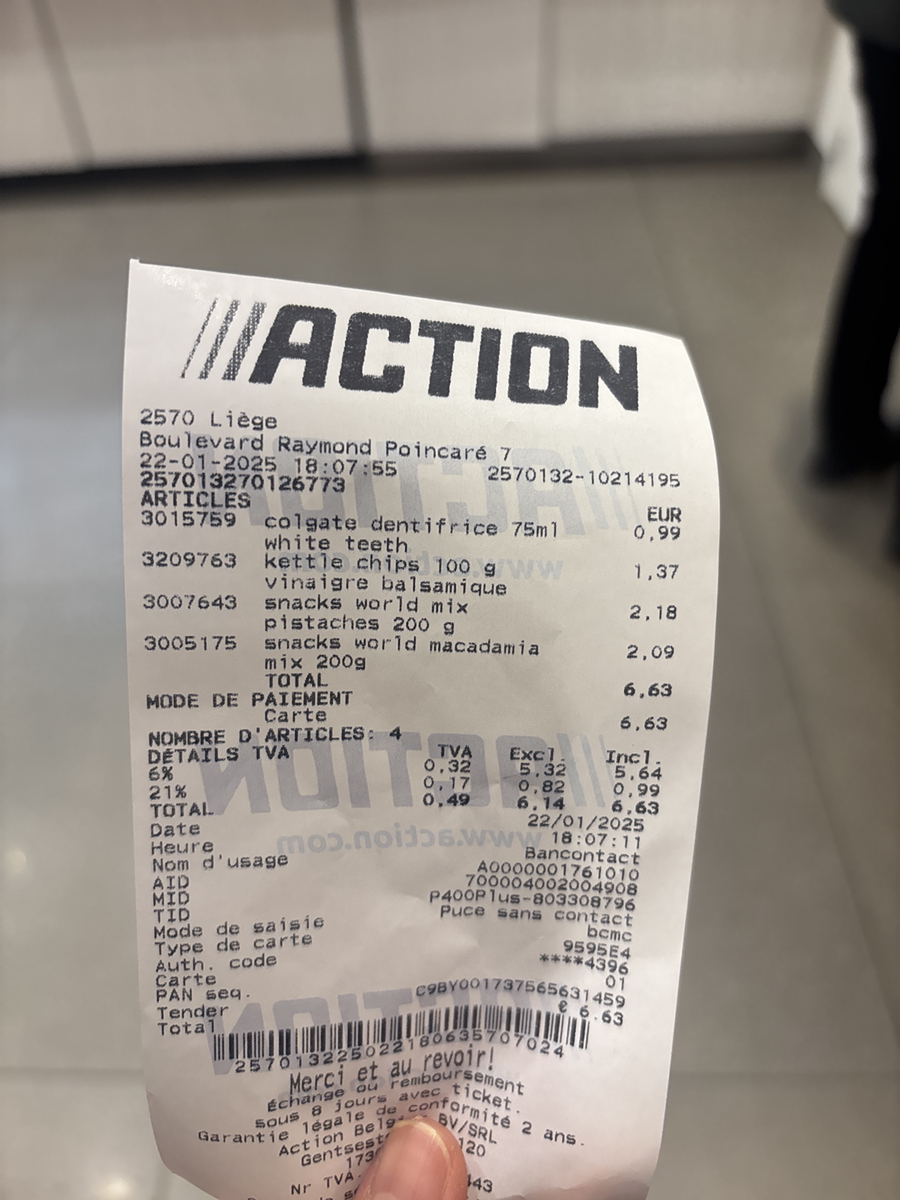 ACTION
2570 Liège
Boulevard Raymond Poincaré 7
22-01-2025 18:07:55 2570132-10214195
257013270126773
ARTICLES EUR
3015759 colgate dentifrice 75ml 0,99
white teeth
3209763 kettle chips 100 g 1,37
vinaigre balsamique
3007643 snacks world mix 2,18
pistaches 200 g
3005175 snacks world macadamia 2,09
mix 200g
TOTAL 6,63
MODE DE PAIEMENT
Carte 6,63
NOMBRE D'ARTICLES: 4
DÉTAILS TVA TVA Excl. Incl.
6% 0,32 5,32 5,64
21% 0,17 0,82 0,99
TOTAL 0,49 6,14 6,63
Date 22/01/2025
Heure 18:07:11
Nom d'usage Bancontact
AID A0000001761010
MID 700004002004908
TID P400Plus-803308796
Mode de saisie Puce sans contact
Type de carte bcmc
Auth. code 9595E4
Carte ****4396
PAN seq. 01
Tender C9BY001737565631459
Total € 6.63
257013225022180635707024
Merci et au revoir!
Échange ou remboursement
sous 8 jours avec ticket.
Garantie légale de conformité 2 ans.
Action BV/SRL
120
Nr TVA
www.action.com